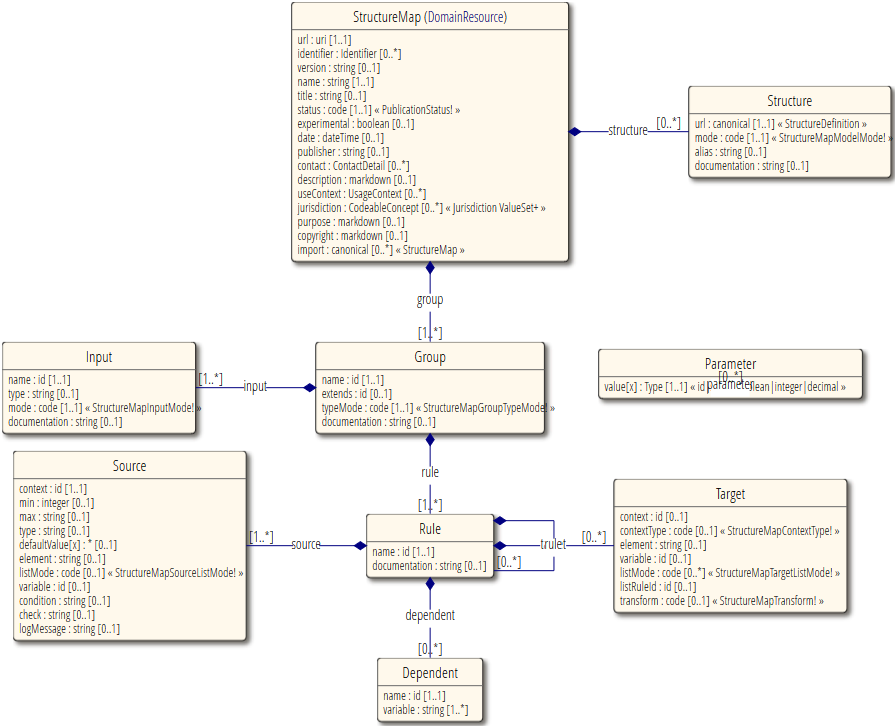 StructureMap (DomainResource)
url : uri [1..1]
identifier : Identifier [0..*]
version : string [0..1]
name : string [1..1]
title : string [0..1]
status : code [1..1] « PublicationStatus! »
experimental : boolean [0..1]
date : dateTime [0..1]
publisher : string [0..1]
contact : ContactDetail [0..*]
description : markdown [0..1]
useContext : UsageContext [0..*]
jurisdiction : CodeableConcept [0..*] « Jurisdiction ValueSet+ »
purpose : markdown [0..1]
copyright : markdown [0..1]
import : canonical [0..*] « StructureMap »
structure
[0..*]
Structure
url : canonical [1..1] « StructureDefinition »
mode : code [1..1] « StructureMapModelMode! »
alias : string [0..1]
documentation : string [0..1]
group
[1..*]
Input
name : id [1..1]
type : string [0..1]
mode : code [1..1] « StructureMapInputMode! »
documentation : string [0..1]
[1..*]
input
Group
name : id [1..1]
extends : id [0..1]
typeMode : code [1..1] « StructureMapGroupTypeMode! »
documentation : string [0..1]
Parameter
[0..*]
value[x] : Type [1..1] « id
parameter
lean|integer|decimal »
rule
[1..*]
Source
context : id [1..1]
min : integer [0..1]
max : string [0..1]
type : string [0..1]
defaultValue[x] : * [0..1]
element : string [0..1]
listMode : code [0..1] « StructureMapSourceListMode! »
variable : id [0..1]
condition : string [0..1]
check : string [0..1]
logMessage : string [0..1]
[1..*]
source
Rule
name : id [1..1]
documentation : string [0..1]
[0..*]
[0..*]
Target
context : id [0..1]
contextType : code [0..1] « StructureMapContextType! »
element : string [0..1]
variable : id [0..1]
listMode : code [0..*] « StructureMapTargetListMode! »
listRuleId : id [0..1]
transform : code [0..1] « StructureMapTransform! »
dependent
[0..*]
Dependent
name : id [1..1]
variable : string [1..*]